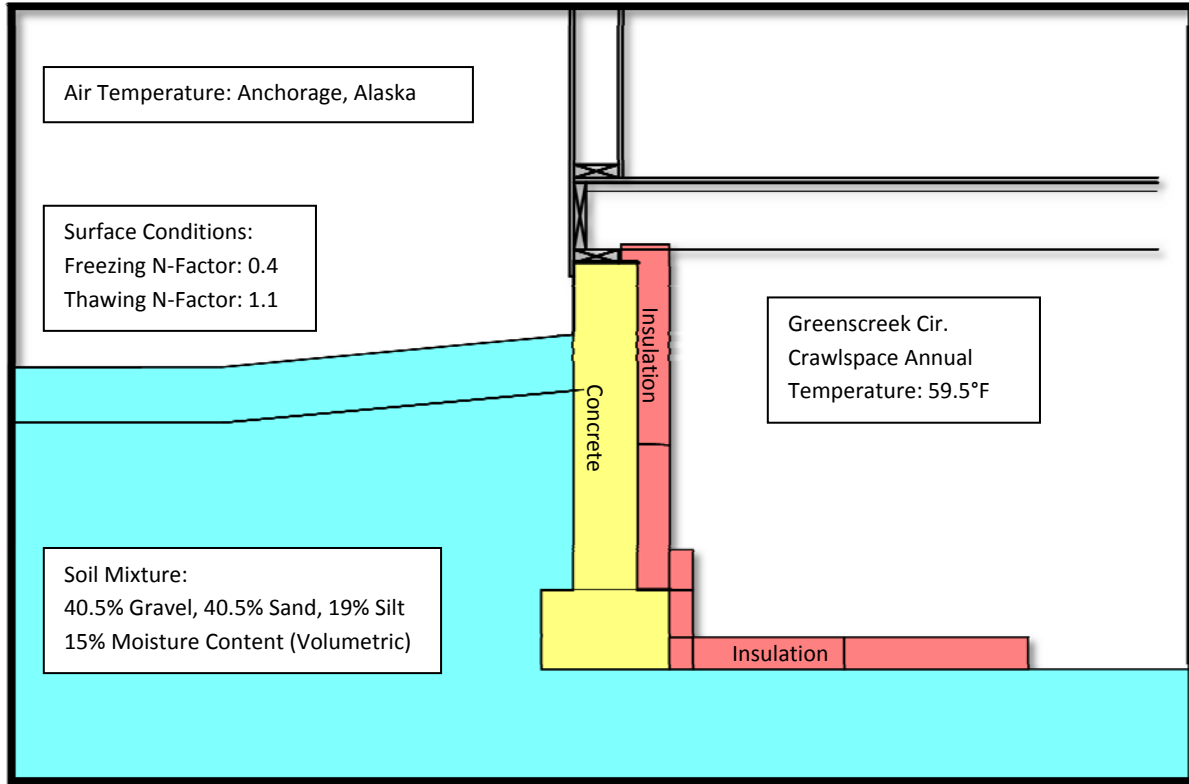 Air Temperature: Anchorage, Alaska
Surface Conditions:
Freezing N-Factor: 0.4
Thawing N-Factor: 1.1
Insulation
Concrete
Greenscreek Cir.
Crawlspace Annual
Temperature: 59.5°F
Soil Mixture:
40.5% Gravel, 40.5% Sand, 19% Silt
15% Moisture Content (Volumetric)
Insulation